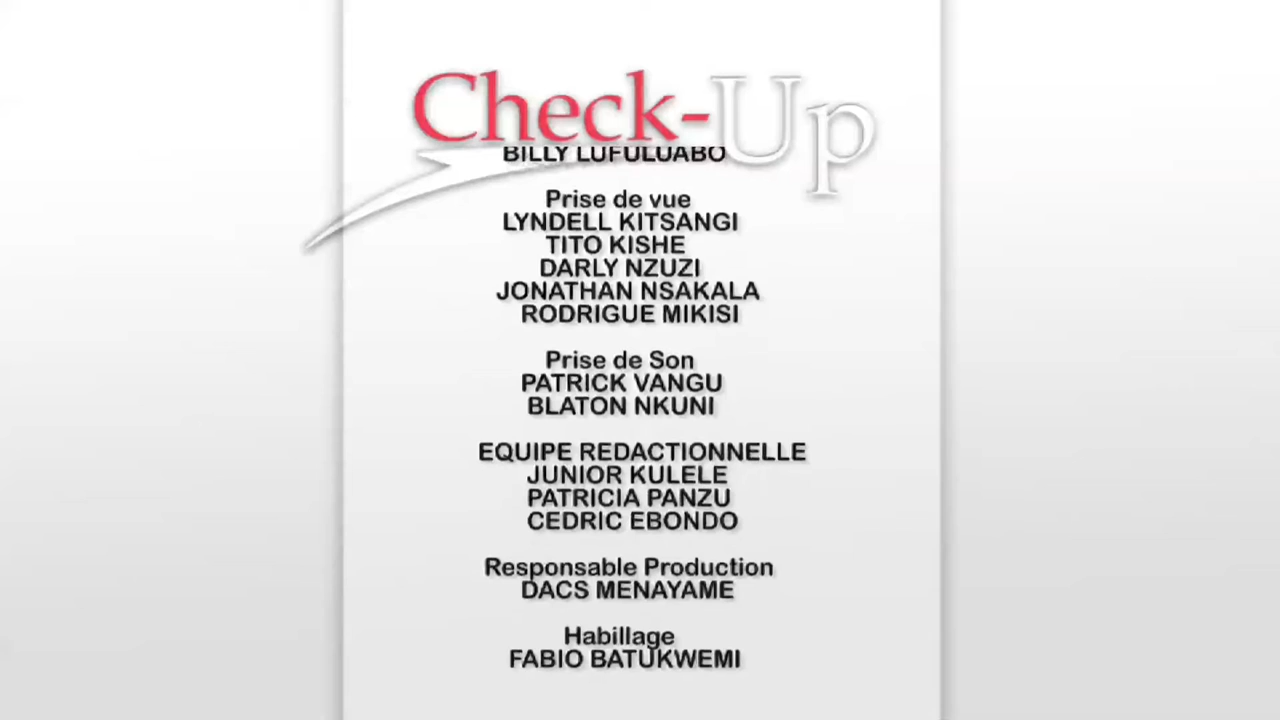 Check-Up
BILLY LUFULUABO
Prise de vue
LYNDELL KITSANGI
TITO KISHE
DARLY NZUZI
JONATHAN NSAKALA
RODRIGUE MIKISI
Prise de Son
PATRICK VANGU
BLATON NKUNI
EQUIPE REDACTIONNELLE
JUNIOR KULELE
PATRICIA PANZU
CEDRIC EBONDO
Responsable Production
DACS MENAYAME
Habillage
FABIO BATUKWEMI